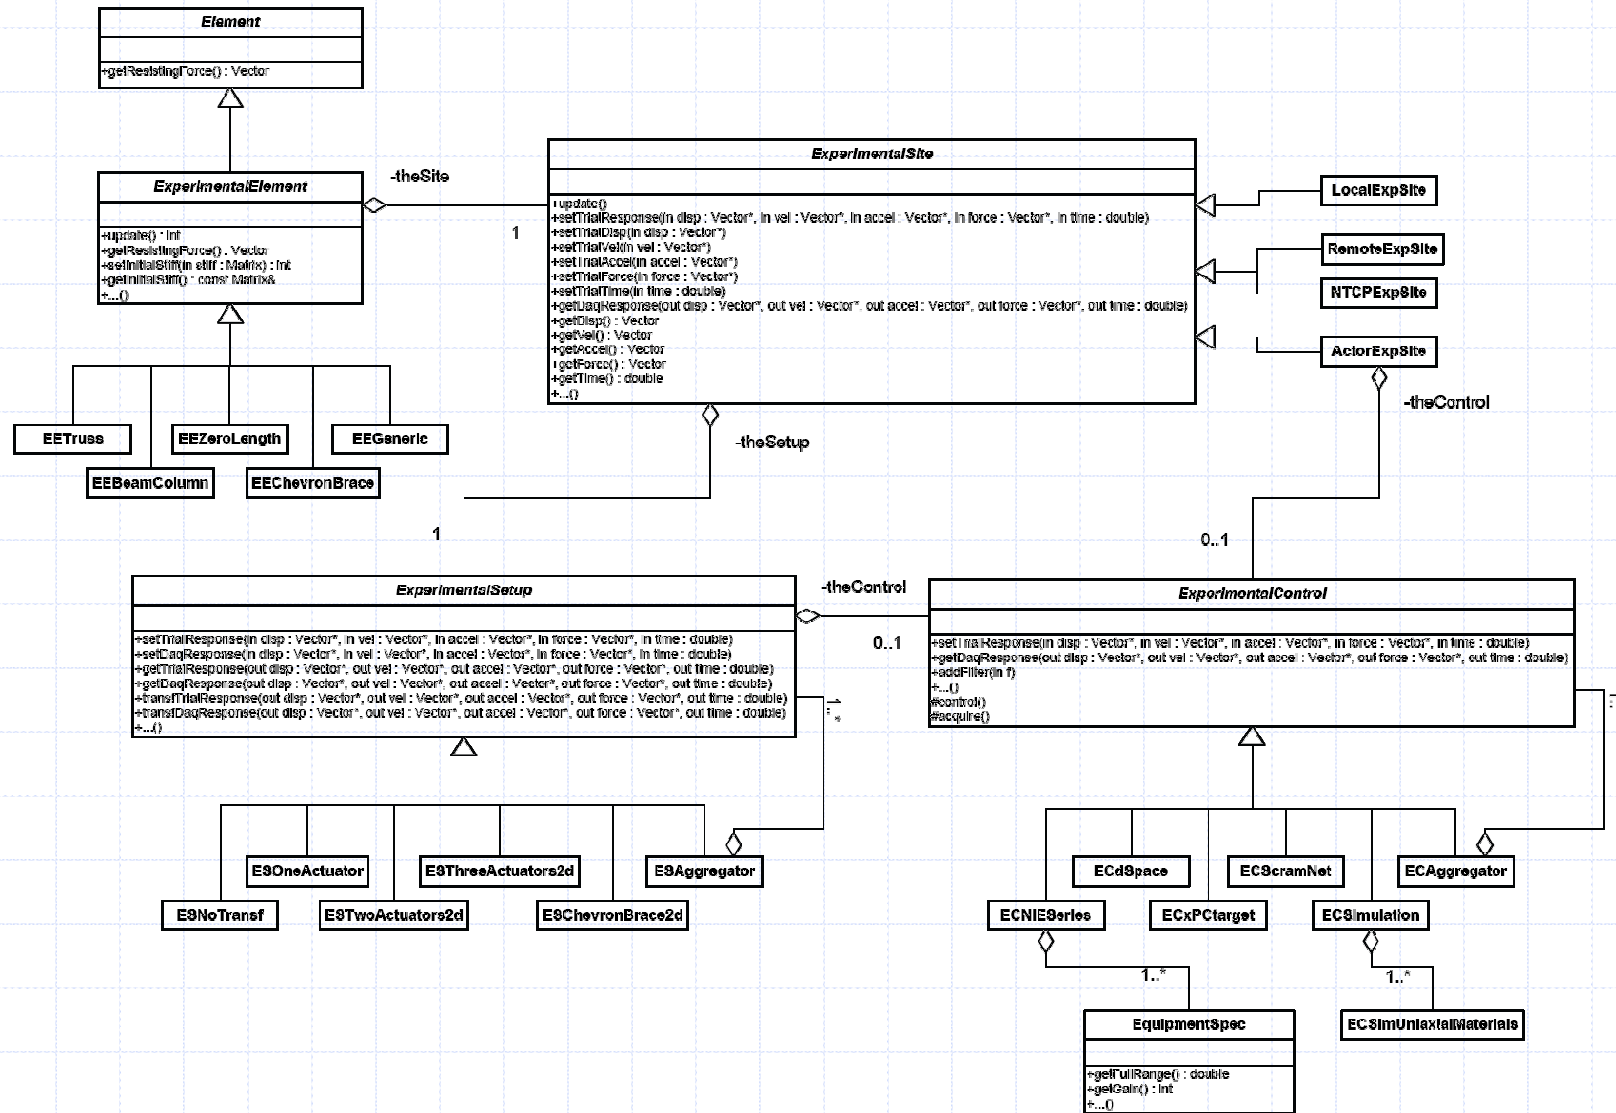 Element
+getResistingForce() : Vector
ExperimentalElement
+update() : int
+getResistingForce() : Vector
+setInitialStiff(in stiff : Matrix) : int
+getInitialStiff() : const Matrix&
+...()
-theSite
1
ExperimentalSite
+update()
+setTrialResponse(in disp : Vector*, in vel : Vector*, in accel : Vector*, in force : Vector*, in time : double)
+setTrialDisp(in disp : Vector*)
+setTrialVel(in vel : Vector*)
+setTrialAccel(in accel : Vector*)
+setTrialForce(in force : Vector*)
+setTrialTime(in time : double)
+getDaqResponse(out disp : Vector*, out vel : Vector*, out accel : Vector*, out force : Vector*, out time : double)
+getDisp() : Vector
+getVel() : Vector
+getAccel() : Vector
+getForce() : Vector
+getTime() : double
+...()
LocalExpSite
RemoteExpSite
NTCPExpSite
ActorExpSite
-theControl
0..1
EETruss
EEZeroLength
EEGeneric
EEBeamColumn
EEChevronBrace
-theSetup
1
ExperimentalSetup
+setTrialResponse(in disp : Vector*, in vel : Vector*, in accel : Vector*, in force : Vector*, in time : double)
+setDaqResponse(in disp : Vector*, in vel : Vector*, in accel : Vector*, in force : Vector*, in time : double)
+getTrialResponse(out disp : Vector*, out vel : Vector*, out accel : Vector*, out force : Vector*, out time : double)
+getDaqResponse(out disp : Vector*, out vel : Vector*, out accel : Vector*, out force : Vector*, out time : double)
+transfTrialResponse(out disp : Vector*, out vel : Vector*, out accel : Vector*, out force : Vector*, out time : double)
+transfDaqResponse(out disp : Vector*, out vel : Vector*, out accel : Vector*, out force : Vector*, out time : double)
+...()
1..*
-theControl
0..1
ExperimentalControl
+setTrialResponse(in disp : Vector*, in vel : Vector*, in accel : Vector*, in force : Vector*, in time : double)
+getDaqResponse(out disp : Vector*, out vel : Vector*, out accel : Vector*, out force : Vector*, out time : double)
+addFilter(in f)
+...()
#control()
#acquire()
ESOneActuator
ESThreeActuators2d
ESAggregator
ESNoTransf
ESTwoActuators2d
ESChevronBrace2d
ECdSpace
ECScramNet
ECAggregator
ECNIESeries
ECxPCtarget
ECSimulation
1..*
1..*
EquipmentSpec
+getFullRange() : double
+getGain() : int
+...()
ECSimUniaxialMaterials